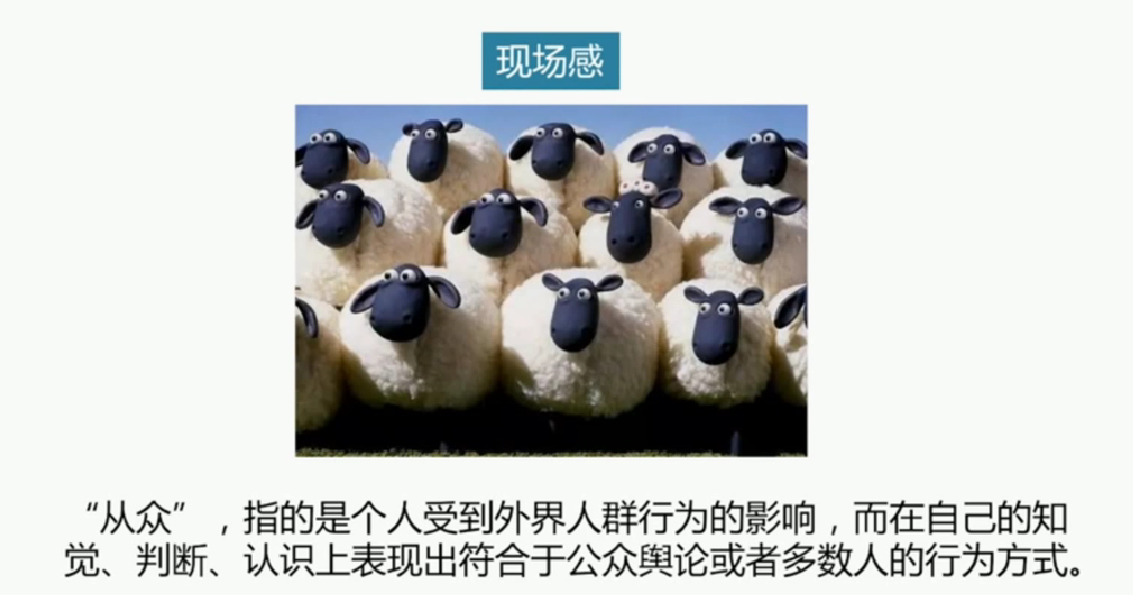 现场感
“从众”，指的是个人受到外界人群行为的影响，而在自己的知
觉、判断、认识上表现出符合于公众舆论或者多数人的行为方式。